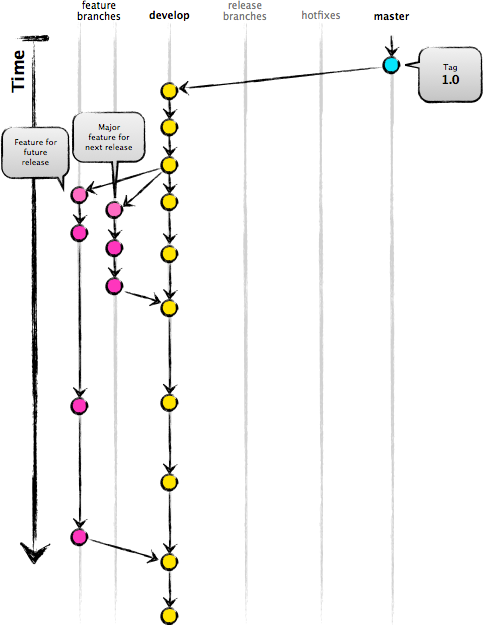 feature
branches
develop
release
branches
hotfixes
master
Time
Tag
1.0
Major
feature for
next release
Feature for
future
release